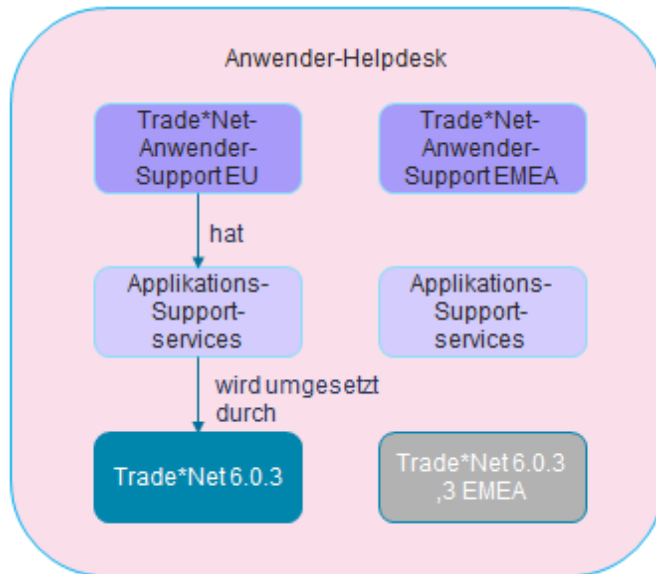 Anwender-Helpdesk
Trade*Net-
Anwender-
Support EU
Trade*Net-
Anwender-
Support EMEA
hat
Applikations-
Support-
services
Applikations-
Support-
services
wird umgesetzt
durch
Trade*Net 6.0.3
Trade*Net 6.0.3
,3 EMEA